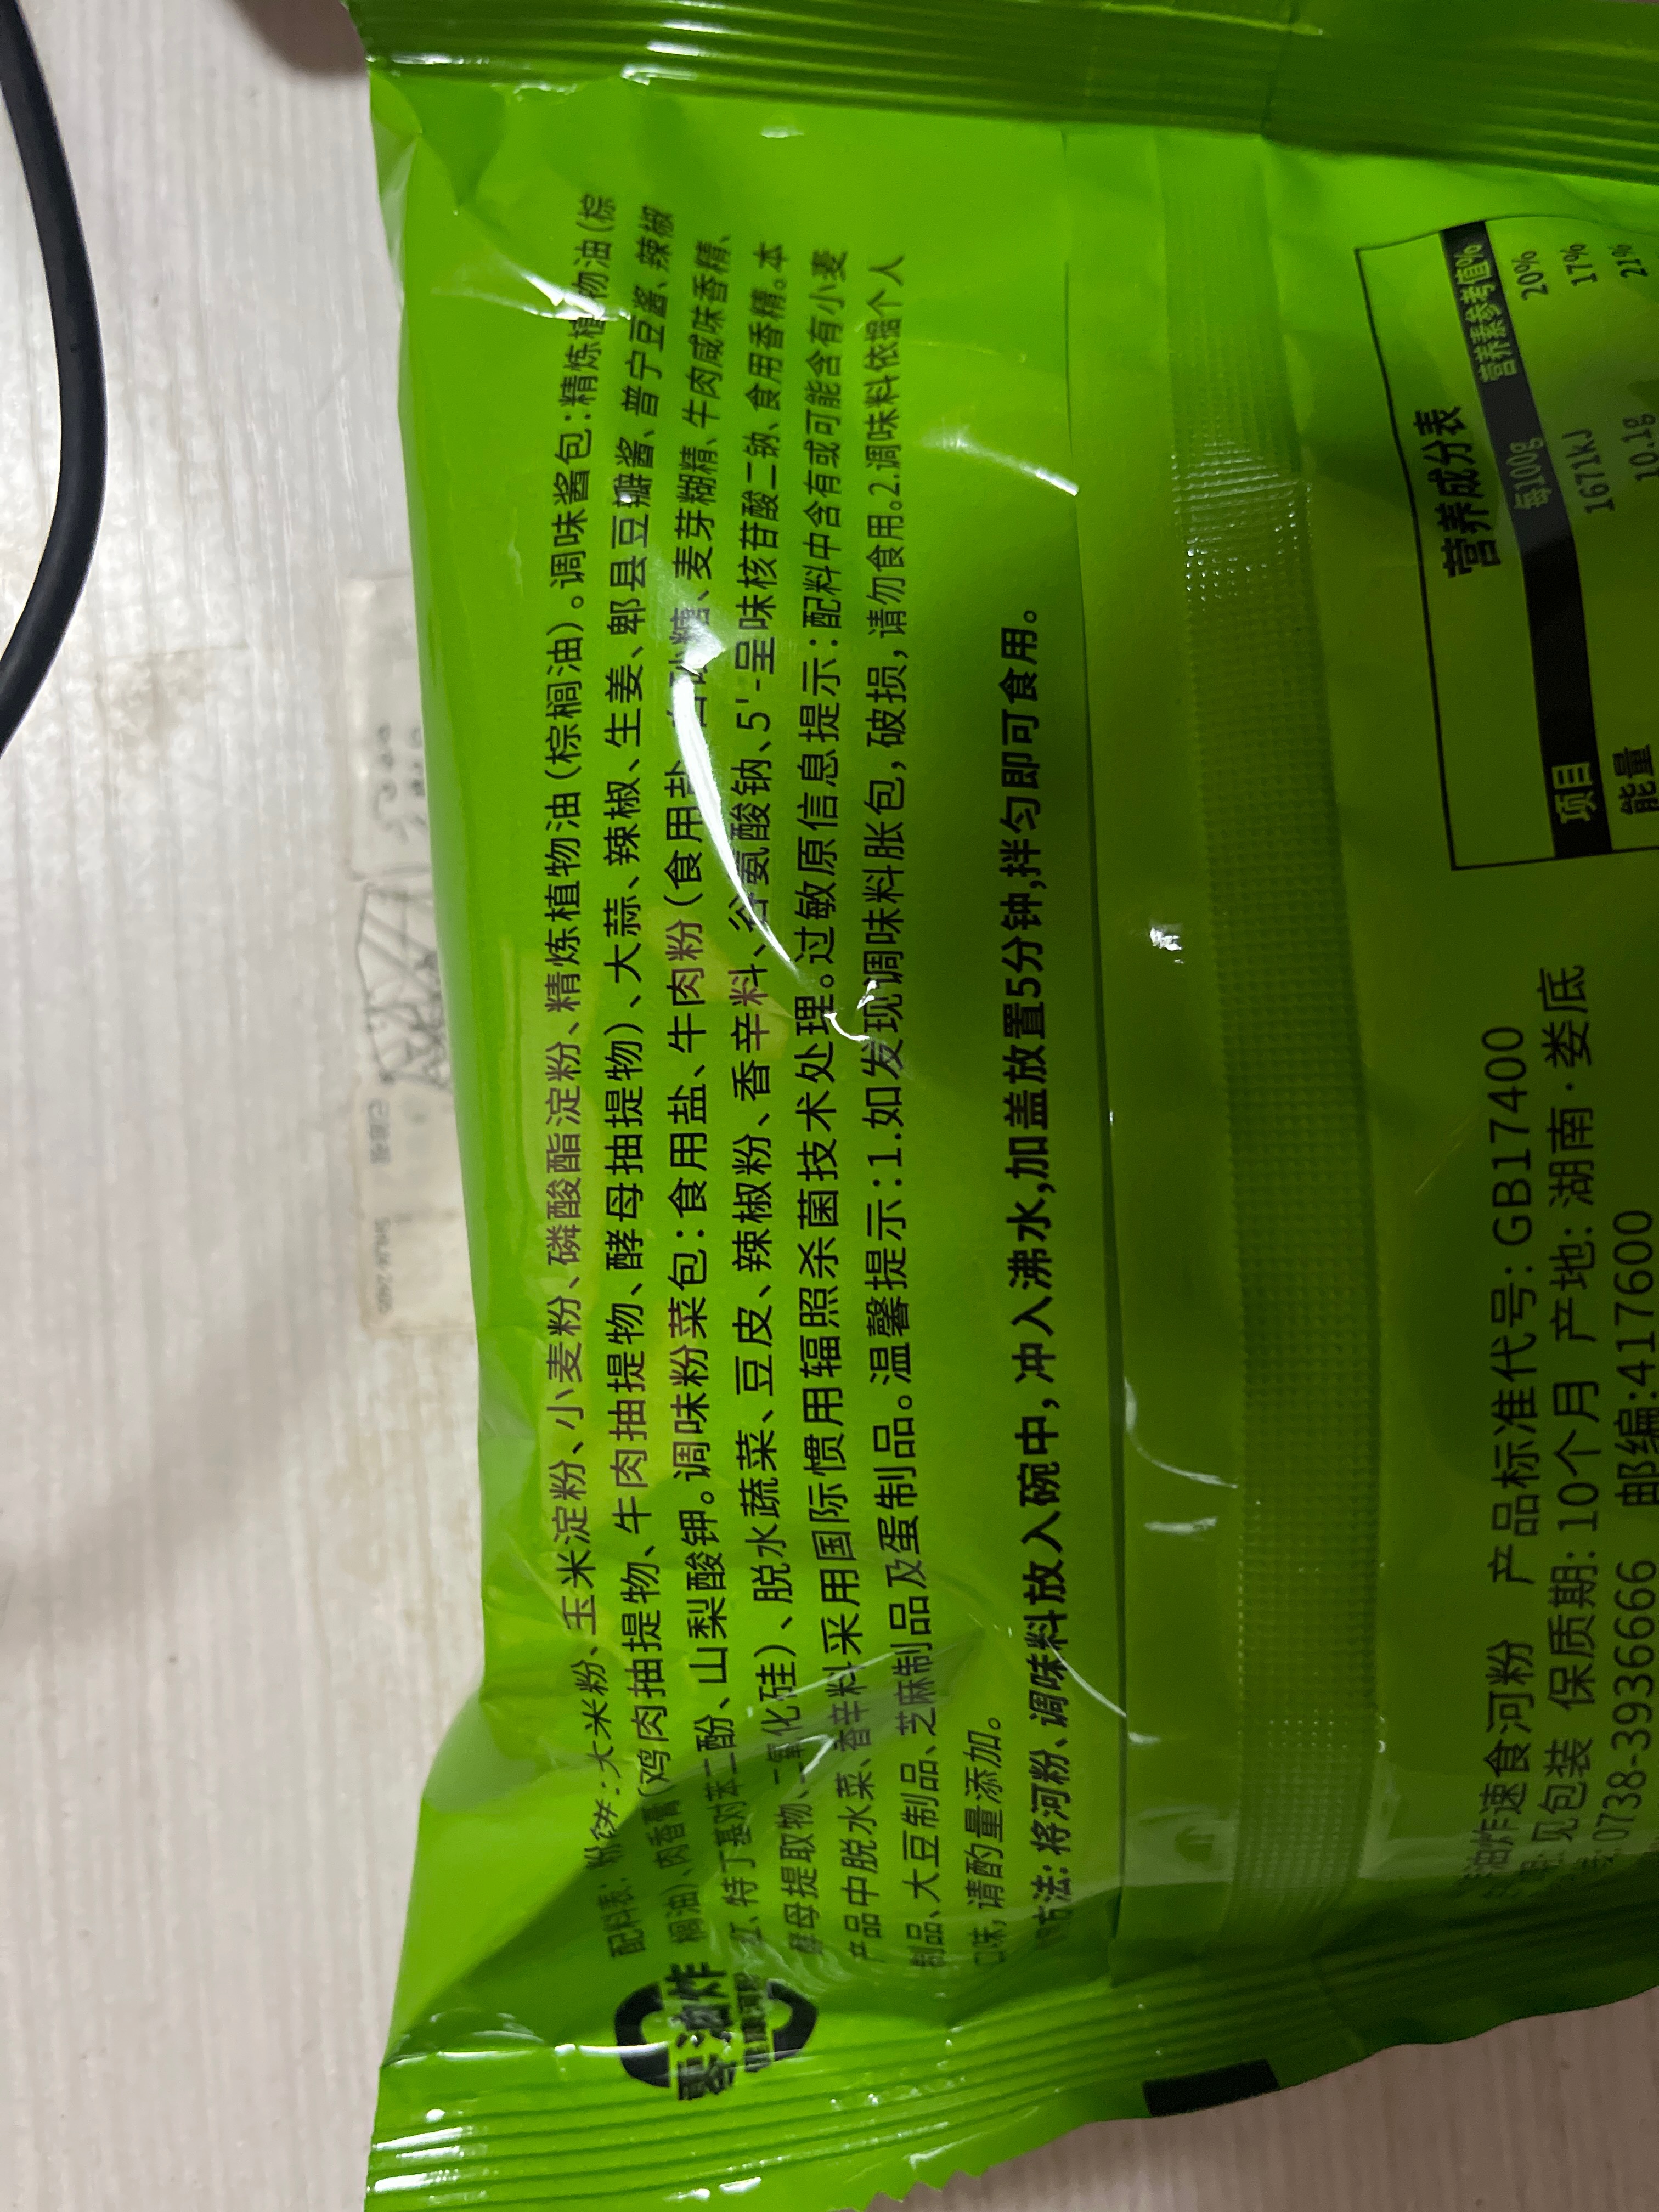 零油炸
配料表:粉饼:大米粉、玉米淀粉、小麦粉、磷酸酯淀粉、精炼植物油(棕榈油)。调味酱包:精炼植物油(棕
榈油)、肉香膏(鸡肉抽提物、牛肉抽提物、酵母抽提物)、大蒜、辣椒、生姜、郫县豆瓣酱、普宁豆酱、辣椒
红、特丁基对苯二酚、山梨酸钾。调味粉菜包:食用盐、牛肉粉(食用盐、白砂糖、麦芽糊精、牛肉咸味香精、
酵母提取物、二氧化硅)、脱水蔬菜、豆皮、辣椒粉、香辛料、谷氨酸钠、5'-呈味核苷酸二钠、食用香精。本
产品中脱水菜、香辛料采用国际惯用辐照杀菌技术处理。过敏原信息提示:配料中含有或可能含有小麦
制品、大豆制品、芝麻制品及蛋制品。温馨提示:1.如发现调味料胀包,破损,请勿食用。2.调味料依据个人
口味,请酌量添加。
方法:将河粉、调味料放入碗中,冲入沸水,加盖放置5分钟,拌匀即可食用。
油炸速食河粉 产品标准代号:GB17400
见包装 保质期:10个月 产地:湖南·娄底
0738-3936666 邮编:417600
营养成分表
项目 每100g 营养素参考值%
能量 1671kJ 20%
10.1g 17%
21%